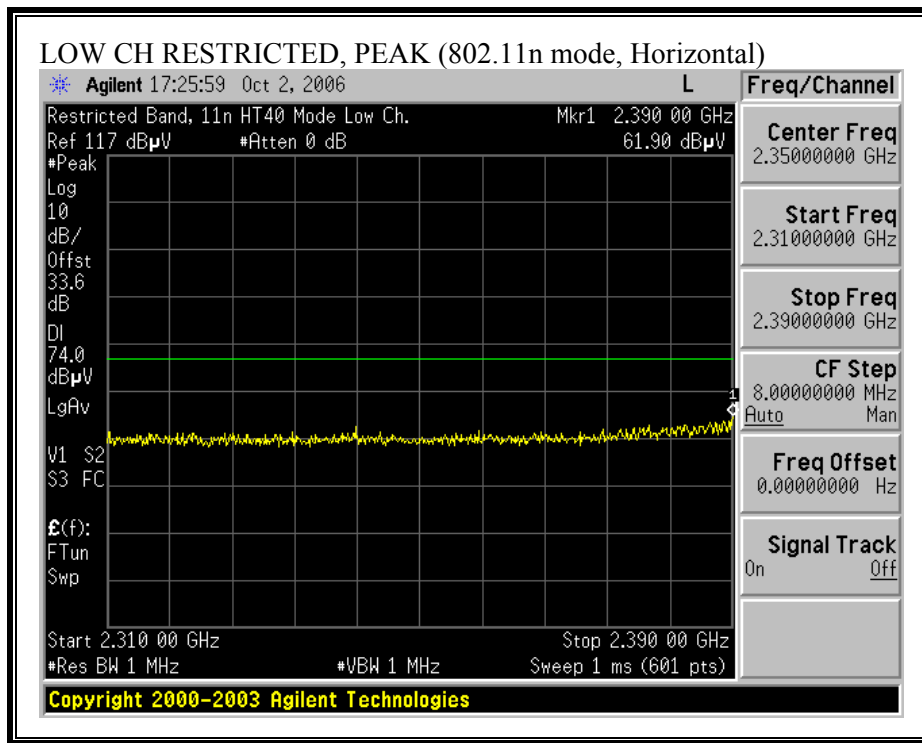 LOW CH RESTRICTED, PEAK (802.11n mode, Horizontal)
Agilent 17:25:59 Oct 2, 2006 L
Restricted Band, 11n HT40 Mode Low Ch. Mkr1 2.390 00 GHz
Ref 117 dBµV #Atten 0 dB 61.90 dBµV
#Peak
Log
10
dB/
Offst
33.6
dB
DI
74.0
dBµV
LgAv
1
V1 S2
S3 FC
£(f):
FTun
Swp
Start 2.310 00 GHz Stop 2.390 00 GHz
#Res BW 1 MHz #VBW 1 MHz Sweep 1 ms (601 pts)
Freq/Channel
Center Freq
2.35000000 GHz
Start Freq
2.31000000 GHz
Stop Freq
2.39000000 GHz
CF Step
8.00000000 MHz
Auto Man
Freq Offset
0.00000000 Hz
Signal Track
On Off
Copyright 2000-2003 Agilent Technologies